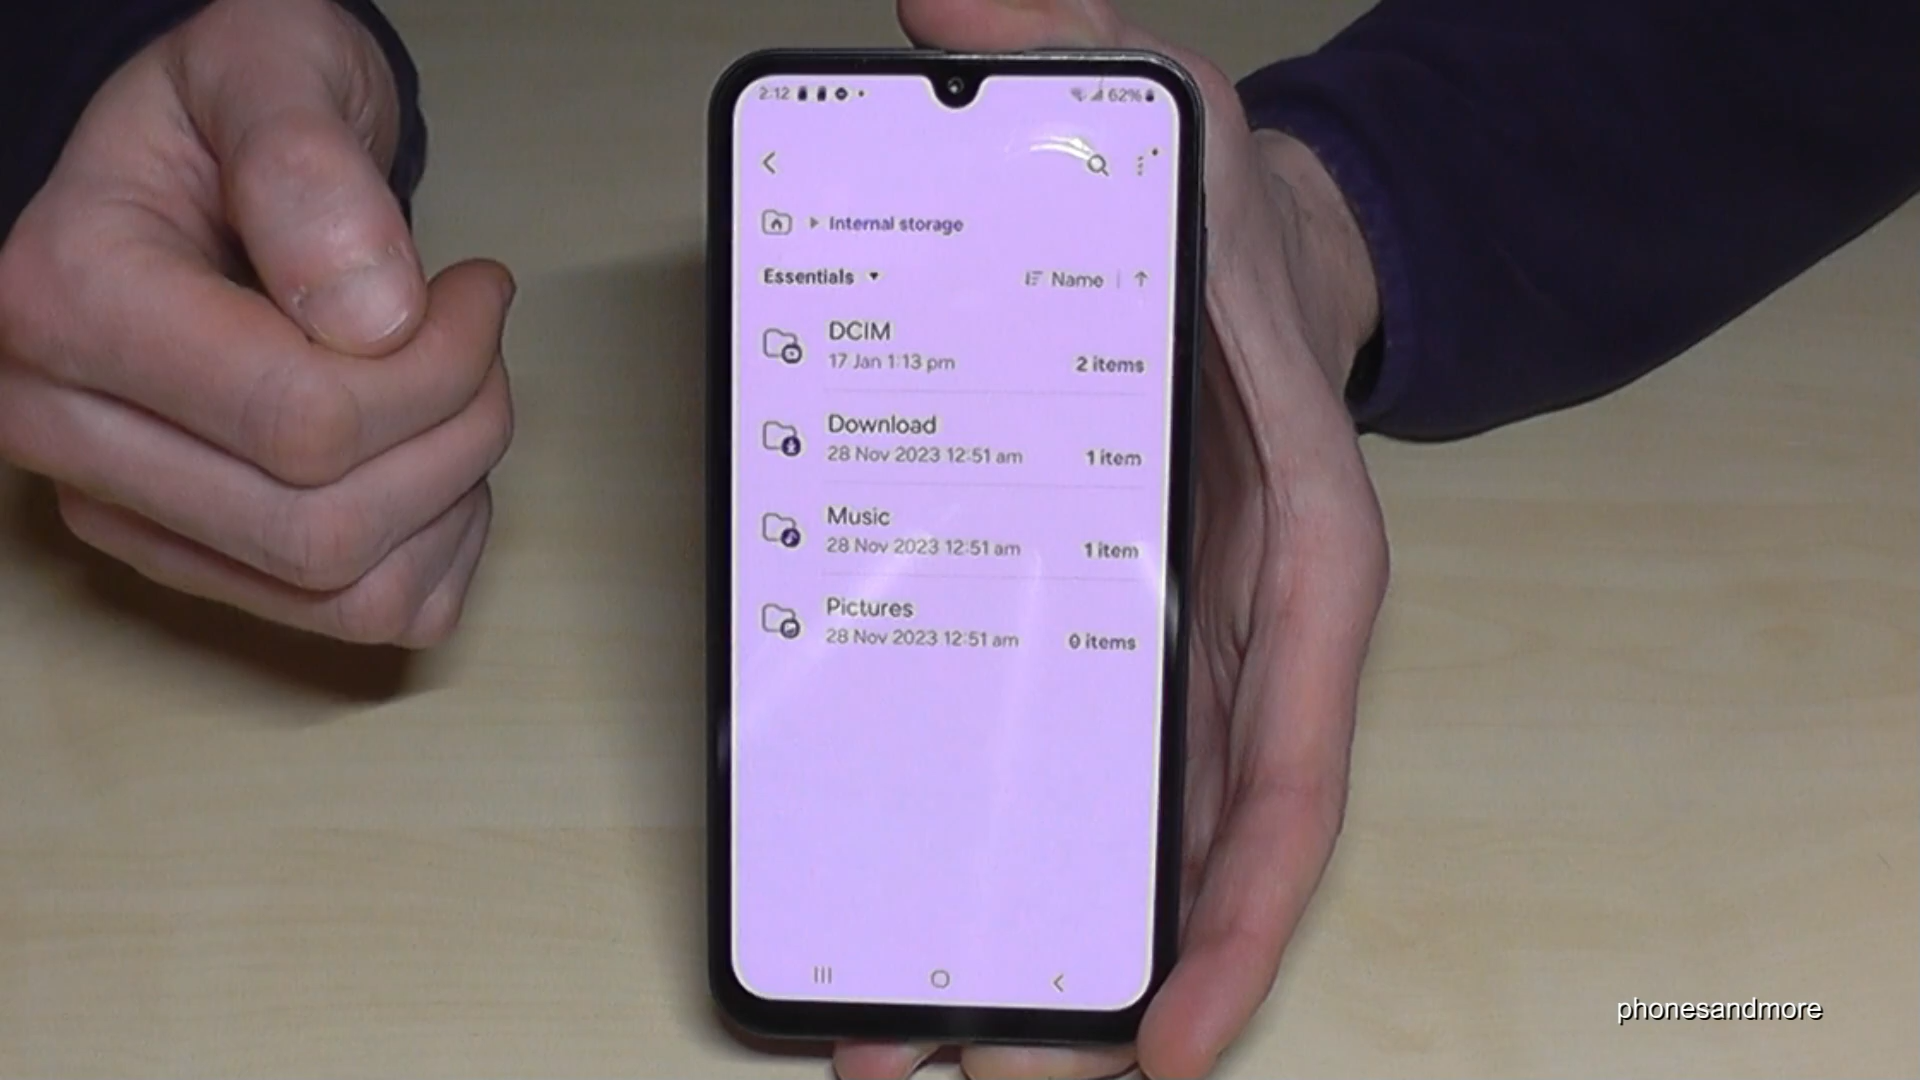 2:12 62%
Internal storage
Essentials Name
DCIM
17 Jan 1:13 pm 2 items
Download
28 Nov 2023 12:51 am 1 item
Music
28 Nov 2023 12:51 am 1 item
Pictures
28 Nov 2023 12:51 am 0 items
phonesandmore